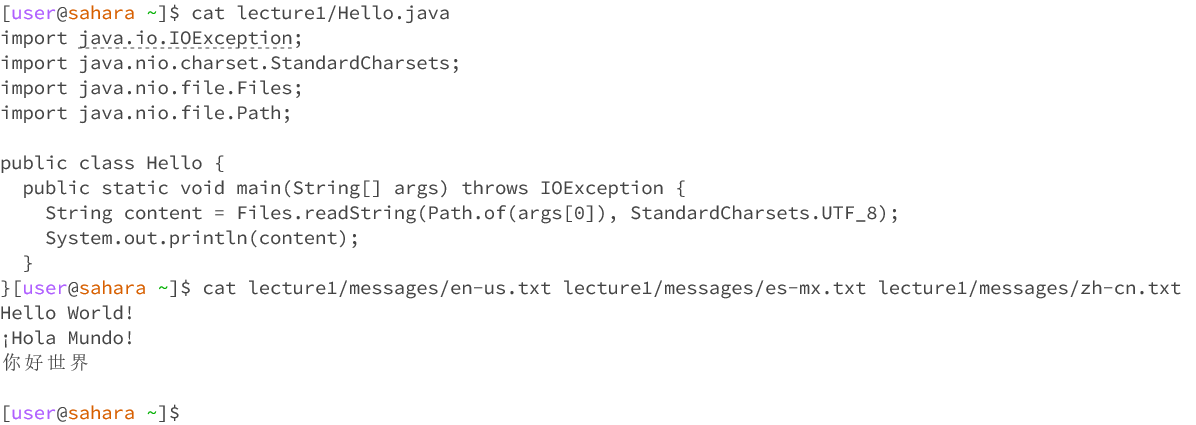 [user@sahara ~]$ cat lecture1/Hello.java
import java.io.IOException;
import java.nio.charset.StandardCharsets;
import java.nio.file.Files;
import java.nio.file.Path;

public class Hello {
  public static void main(String[] args) throws IOException {
    String content = Files.readString(Path.of(args[0]), StandardCharsets.UTF_8);
    System.out.println(content);
  }
}[user@sahara ~]$ cat lecture1/messages/en-us.txt lecture1/messages/es-mx.txt lecture1/messages/zh-cn.txt
Hello World!
¡Hola Mundo!
你好世界

[user@sahara ~]$